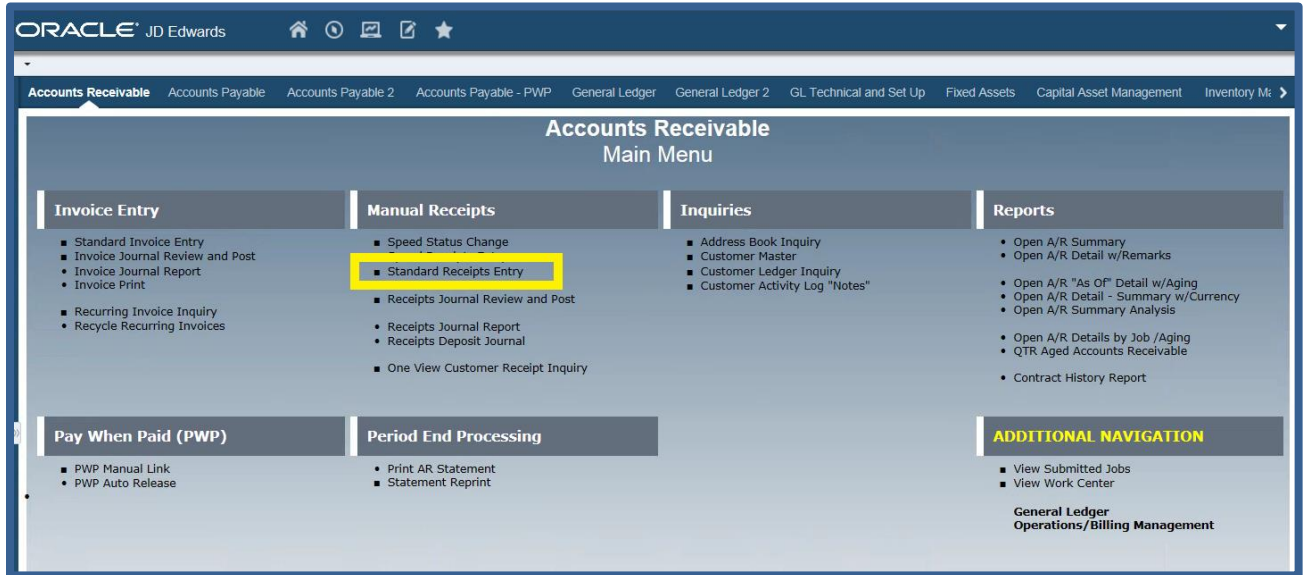 ORACLE JD Edwards
Accounts Receivable Accounts Payable Accounts Payable 2 Accounts Payable - PWP General Ledger General Ledger 2 GL Technical and Set Up Fixed Assets Capital Asset Management Inventory
Accounts Receivable
Main Menu
Invoice Entry
Standard Invoice Entry
Invoice Journal Review and Post
Invoice Journal Report
Invoice Print
Recurring Invoice Inquiry
Recycle Recurring Invoices
Manual Receipts
Speed Status Change
Standard Receipts Entry
Receipts Journal Review and Post
Receipts Journal Report
Receipts Deposit Journal
One View Customer Receipt Inquiry
Inquiries
Address Book Inquiry
Customer Master
Customer Ledger Inquiry
Customer Activity Log "Notes"
Reports
Open A/R Summary
Open A/R Detail w/Remarks
Open A/R "As Of" Detail w/Aging
Open A/R Detail - Summary w/Currency
Open A/R Summary Analysis
Open A/R Details by Job /Aging
QTR Aged Accounts Receivable
Contract History Report
Pay When Paid (PWP)
PWP Manual Link
PWP Auto Release
Period End Processing
Print AR Statement
Statement Reprint
ADDITIONAL NAVIGATION
View Submitted Jobs
View Work Center
General Ledger
Operations/Billing Management